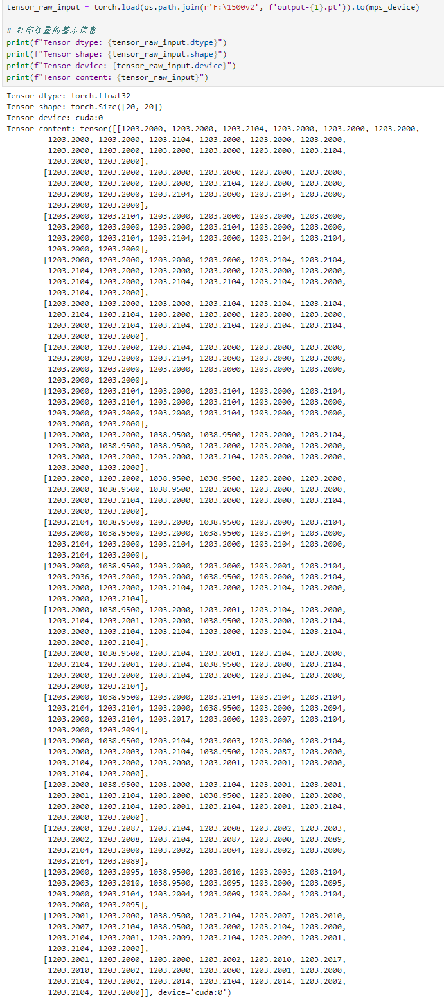 tensor_raw_input = torch.load(os.path.join(r'F:\1500v2', f'output-{1}.pt')).to(mps_device)
# 打印张量的基本信息
print(f"Tensor dtype: {tensor_raw_input.dtype}")
print(f"Tensor shape: {tensor_raw_input.shape}")
print(f"Tensor device: {tensor_raw_input.device}")
print(f"Tensor content: {tensor_raw_input}")
Tensor dtype: torch.float32
Tensor shape: torch.Size([20, 20])
Tensor device: cuda:0
Tensor content: tensor([[1203.2000, 1203.2000, 1203.2104, 1203.2000, 1203.2000, 1203.2000,
1203.2000, 1203.2000, 1203.2104, 1203.2000, 1203.2000, 1203.2000,
1203.2000, 1203.2000, 1203.2000, 1203.2000, 1203.2000, 1203.2104,
1203.2000, 1203.2000],
[1203.2000, 1203.2000, 1203.2000, 1203.2000, 1203.2000, 1203.2000,
1203.2000, 1203.2000, 1203.2000, 1203.2104, 1203.2000, 1203.2000,
1203.2000, 1203.2000, 1203.2104, 1203.2000, 1203.2104, 1203.2000,
1203.2000, 1203.2000],
[1203.2000, 1203.2104, 1203.2000, 1203.2000, 1203.2000, 1203.2000,
1203.2000, 1203.2000, 1203.2000, 1203.2104, 1203.2000, 1203.2000,
1203.2000, 1203.2104, 1203.2104, 1203.2000, 1203.2104, 1203.2104,
1203.2000, 1203.2000],
[1203.2000, 1203.2000, 1203.2000, 1203.2000, 1203.2104, 1203.2104,
1203.2104, 1203.2000, 1203.2000, 1203.2000, 1203.2000, 1203.2000,
1203.2104, 1203.2000, 1203.2104, 1203.2104, 1203.2104, 1203.2000,
1203.2104, 1203.2000],
[1203.2000, 1203.2000, 1203.2000, 1203.2104, 1203.2104, 1203.2104,
1203.2104, 1203.2104, 1203.2000, 1203.2000, 1203.2000, 1203.2000,
1203.2000, 1203.2104, 1203.2104, 1203.2104, 1203.2104, 1203.2104,
1203.2000, 1203.2000],
[1203.2000, 1203.2000, 1203.2104, 1203.2000, 1203.2000, 1203.2000,
1203.2000, 1203.2000, 1203.2104, 1203.2000, 1203.2000, 1203.2000,
1203.2000, 1203.2000, 1203.2000, 1203.2000, 1203.2000, 1203.2000,
1203.2000, 1203.2000],
[1203.2000, 1203.2104, 1203.2000, 1203.2104, 1203.2000, 1203.2104,
1203.2000, 1203.2104, 1203.2000, 1203.2104, 1203.2000, 1203.2000,
1203.2000, 1203.2000, 1203.2000, 1203.2104, 1203.2000, 1203.2000,
1203.2000, 1203.2000],
[1203.2000, 1203.2000, 1038.9500, 1038.9500, 1203.2000, 1203.2104,
1203.2000, 1038.9500, 1038.9500, 1203.2000, 1203.2000, 1203.2000,
1203.2000, 1203.2000, 1203.2000, 1203.2104, 1203.2000, 1203.2000,
1203.2000, 1203.2000],
[1203.2000, 1203.2000, 1038.9500, 1038.9500, 1203.2000, 1203.2000,
1203.2000, 1038.9500, 1038.9500, 1203.2000, 1203.2000, 1203.2000,
1203.2000, 1203.2104, 1203.2000, 1203.2000, 1203.2000, 1203.2104,
1203.2000, 1203.2000],
[1203.2104, 1038.9500, 1203.2000, 1038.9500, 1203.2000, 1203.2104,
1203.2000, 1038.9500, 1203.2000, 1038.9500, 1203.2104, 1203.2000,
1203.2104, 1203.2000, 1203.2104, 1203.2000, 1203.2104, 1203.2000,
1203.2104, 1203.2000],
[1203.2000, 1038.9500, 1203.2000, 1203.2000, 1203.2001, 1203.2104,
1203.2036, 1203.2000, 1203.2000, 1038.9500, 1203.2000, 1203.2104,
1203.2000, 1203.2000, 1203.2104, 1203.2000, 1203.2104, 1203.2000,
1203.2000, 1203.2104],
[1203.2000, 1038.9500, 1203.2000, 1203.2001, 1203.2104, 1203.2000,
1203.2104, 1203.2001, 1203.2000, 1038.9500, 1203.2000, 1203.2104,
1203.2000, 1203.2104, 1203.2104, 1203.2000, 1203.2104, 1203.2104,
1203.2000, 1203.2104],
[1203.2000, 1038.9500, 1203.2104, 1203.2001, 1203.2104, 1203.2000,
1203.2104, 1203.2001, 1203.2104, 1038.9500, 1203.2000, 1203.2104,
1203.2000, 1203.2000, 1203.2104, 1203.2000, 1203.2104, 1203.2000,
1203.2000, 1203.2104],
[1203.2000, 1038.9500, 1203.2000, 1203.2104, 1203.2104, 1203.2104,
1203.2104, 1203.2104, 1203.2000, 1038.9500, 1203.2000, 1203.2094,
1203.2000, 1203.2104, 1203.2017, 1203.2000, 1203.2007, 1203.2104,
1203.2000, 1203.2094],
[1203.2000, 1038.9500, 1203.2104, 1203.2003, 1203.2000, 1203.2104,
1203.2000, 1203.2003, 1203.2104, 1038.9500, 1203.2087, 1203.2000,
1203.2104, 1203.2000, 1203.2000, 1203.2001, 1203.2001, 1203.2000,
1203.2104, 1203.2000],
[1203.2000, 1038.9500, 1203.2000, 1203.2104, 1203.2001, 1203.2001,
1203.2001, 1203.2104, 1203.2000, 1038.9500, 1203.2000, 1203.2000,
1203.2000, 1203.2104, 1203.2001, 1203.2104, 1203.2001, 1203.2104,
1203.2000, 1203.2000],
[1203.2000, 1203.2087, 1203.2104, 1203.2008, 1203.2002, 1203.2003,
1203.2002, 1203.2008, 1203.2104, 1203.2087, 1203.2000, 1203.2089,
1203.2104, 1203.2000, 1203.2002, 1203.2004, 1203.2002, 1203.2000,
1203.2104, 1203.2089],
[1203.2000, 1203.2095, 1038.9500, 1203.2010, 1203.2003, 1203.2104,
1203.2003, 1203.2010, 1038.9500, 1203.2095, 1203.2000, 1203.2095,
1203.2000, 1203.2104, 1203.2004, 1203.2009, 1203.2004, 1203.2104,
1203.2000, 1203.2095],
[1203.2001, 1203.2000, 1038.9500, 1203.2104, 1203.2007, 1203.2010,
1203.2007, 1203.2104, 1038.9500, 1203.2000, 1203.2104, 1203.2000,
1203.2104, 1203.2001, 1203.2009, 1203.2104, 1203.2009, 1203.2001,
1203.2104, 1203.2000],
[1203.2001, 1203.2000, 1203.2000, 1203.2002, 1203.2010, 1203.2017,
1203.2010, 1203.2002, 1203.2000, 1203.2000, 1203.2001, 1203.2000,
1203.2104, 1203.2002, 1203.2014, 1203.2104, 1203.2014, 1203.2002,
1203.2104, 1203.2000]], device='cuda:0')